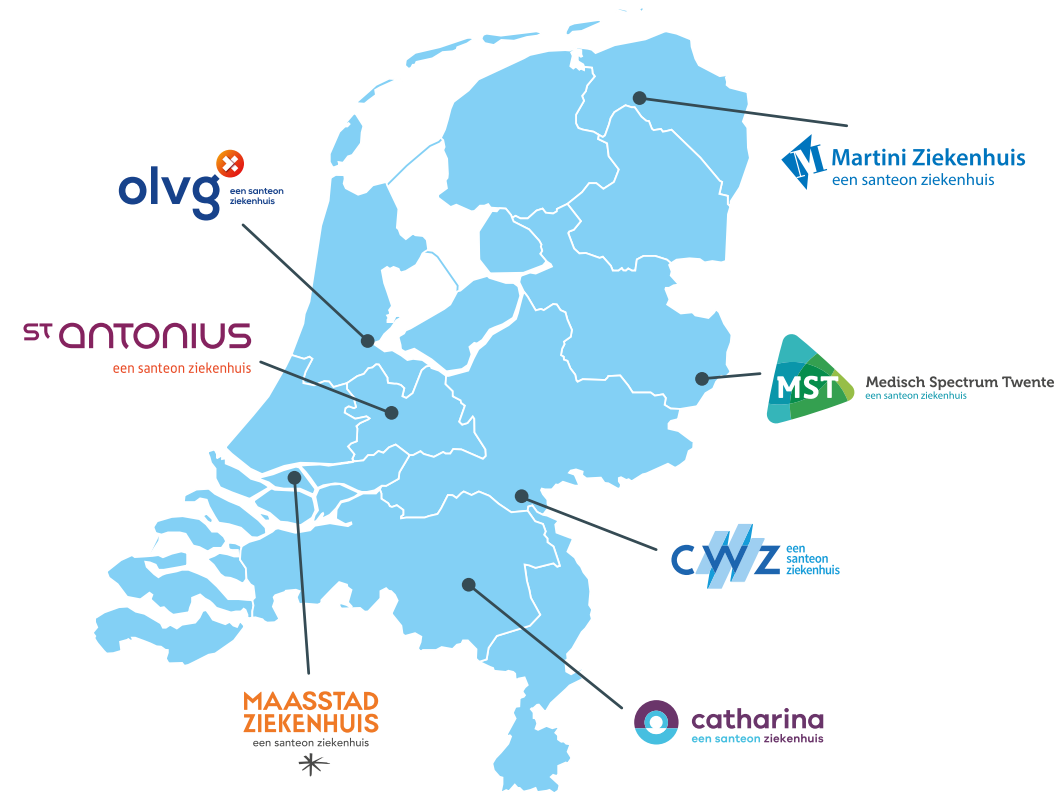 Martini Ziekenhuis
een santeon ziekenhuis
olvg
een santeon
ziekenhuis
ST ANTONIUS
een santeon ziekenhuis
MST
Medisch Spectrum Twente
een santeon ziekenhuis
CWZ
een
santeon
ziekenhuis
MAASSTAD
ZIEKENHUIS
een santeon ziekenhuis
catharina
een santeon ziekenhuis